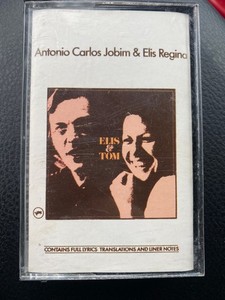 Antonio Carlos Jobim & Elis Regina
ELIS
&
TOM
CONTAINS FULL LYRICS TRANSLATIONS AND LINER NOTES